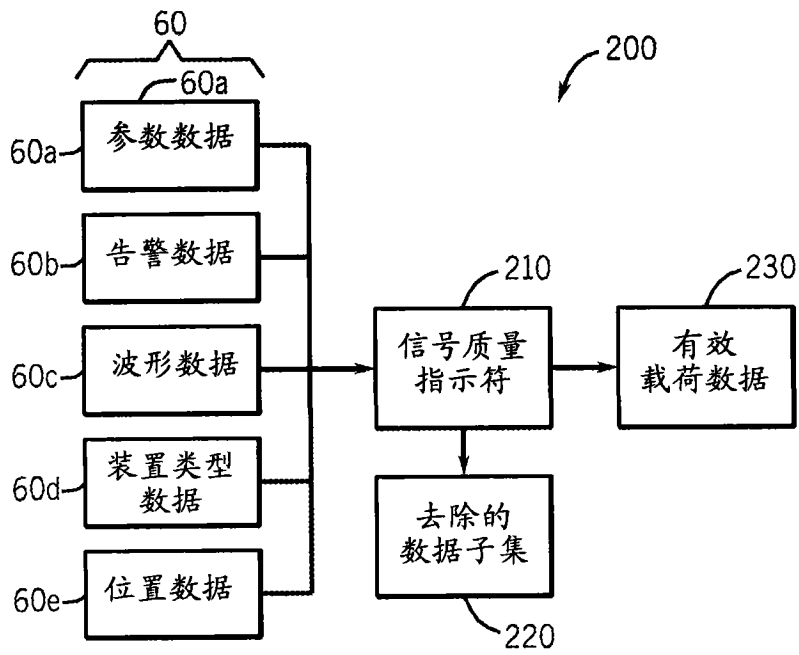 60
200
60a
60a
参数数据
60b
告警数据
210
230
60c
波形数据
信号质量
指示符
有效
载荷数据
60d
装置类型
数据
去除的
数据子集
60e
位置数据
220